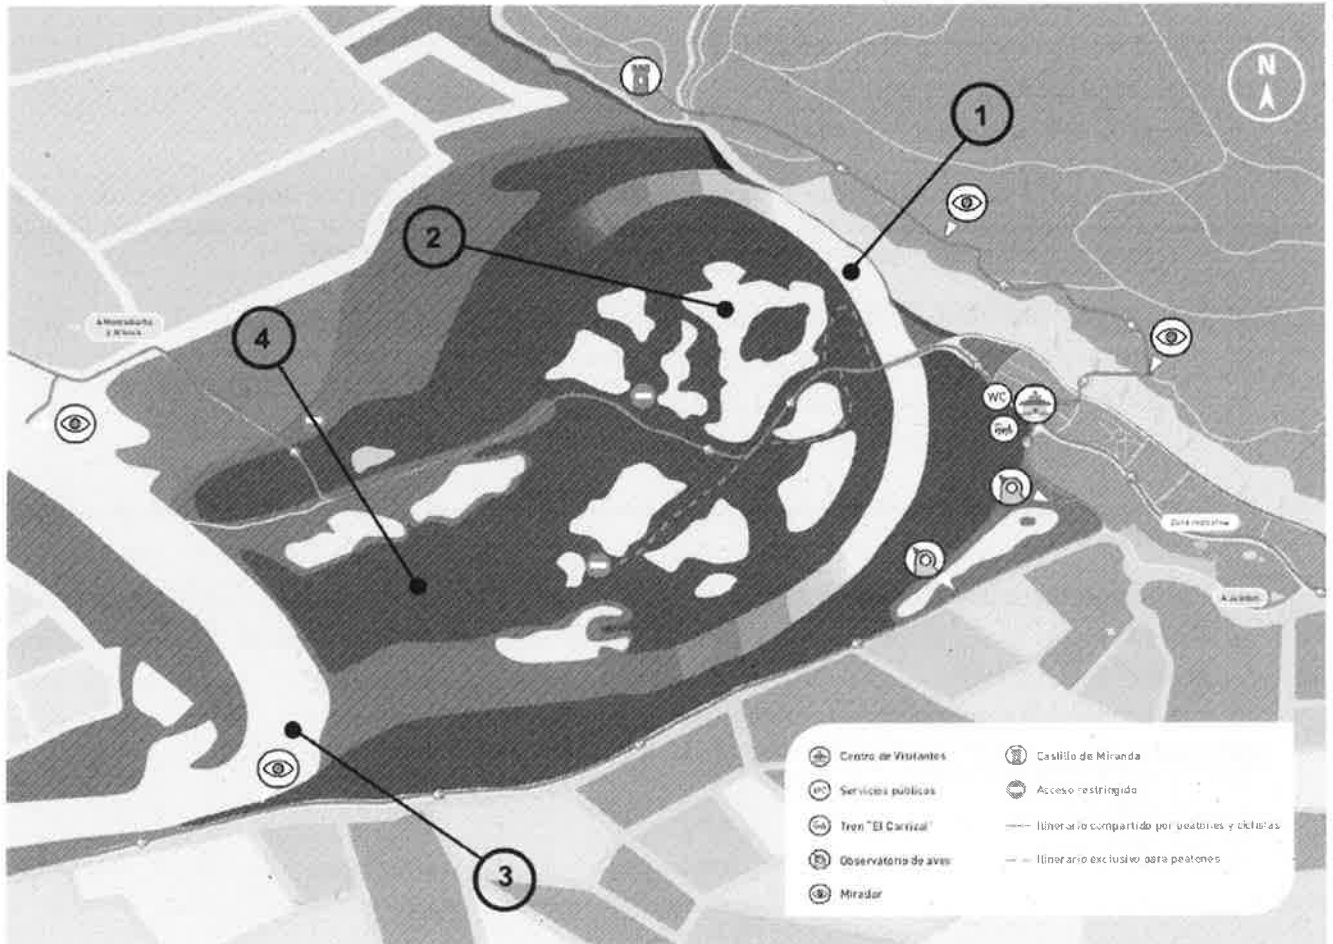 N
1
2
4
WC
3
Centro de Visitantes
WC Servicios públicos
Tren "El Carrizal"
Observatorio de aves
Mirador
Castillo de Miranda
Acceso restringido
Itinerario compartido por peatones y ciclistas
Itinerario exclusivo para peatones